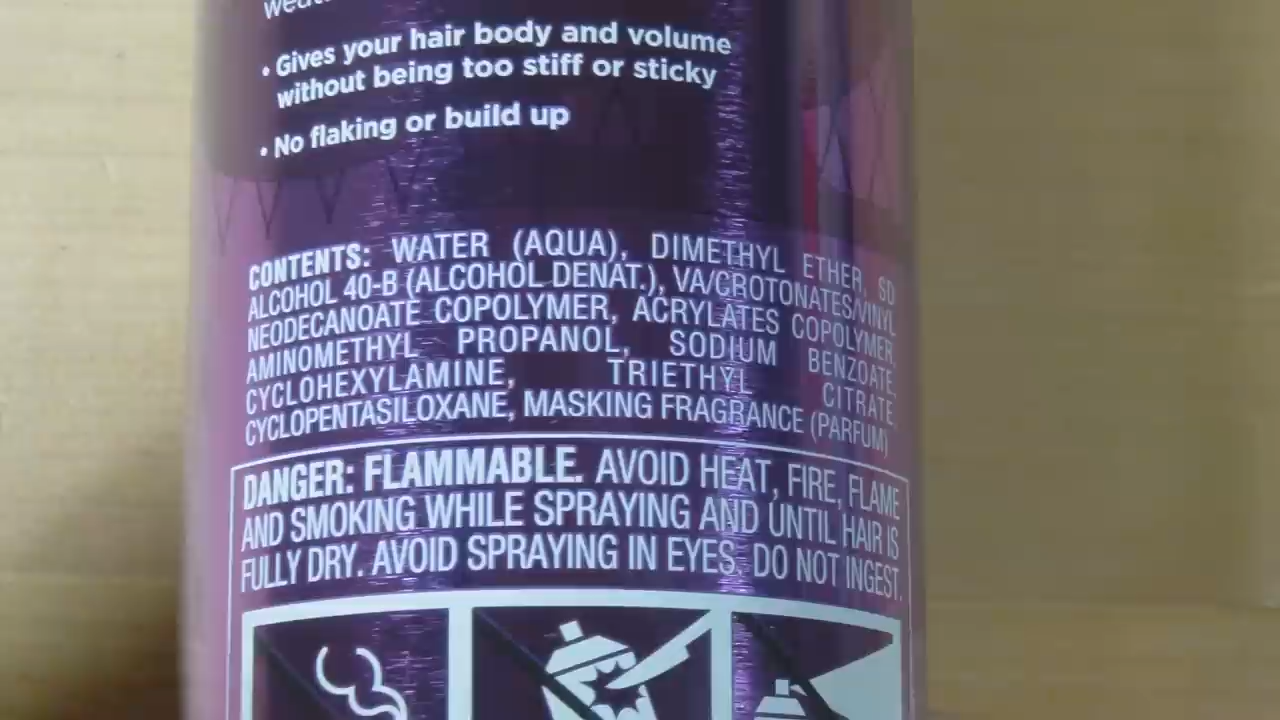 • Gives your hair body and volume
without being too stiff or sticky
• No flaking or build up
CONTENTS: WATER (AQUA), DIMETHYL ETHER, SD
ALCOHOL 40-B (ALCOHOL DENAT.), VA/CROTONATES/VINYL
NEODECANOATE COPOLYMER, ACRYLATES COPOLYMER,
AMINOMETHYL PROPANOL, SODIUM BENZOATE,
CYCLOHEXYLAMINE, TRIETHYL CITRATE,
CYCLOPENTASILOXANE, MASKING FRAGRANCE (PARFUM)
DANGER: FLAMMABLE. AVOID HEAT, FIRE, FLAME
AND SMOKING WHILE SPRAYING AND UNTIL HAIR IS
FULLY DRY. AVOID SPRAYING IN EYES. DO NOT INGEST.